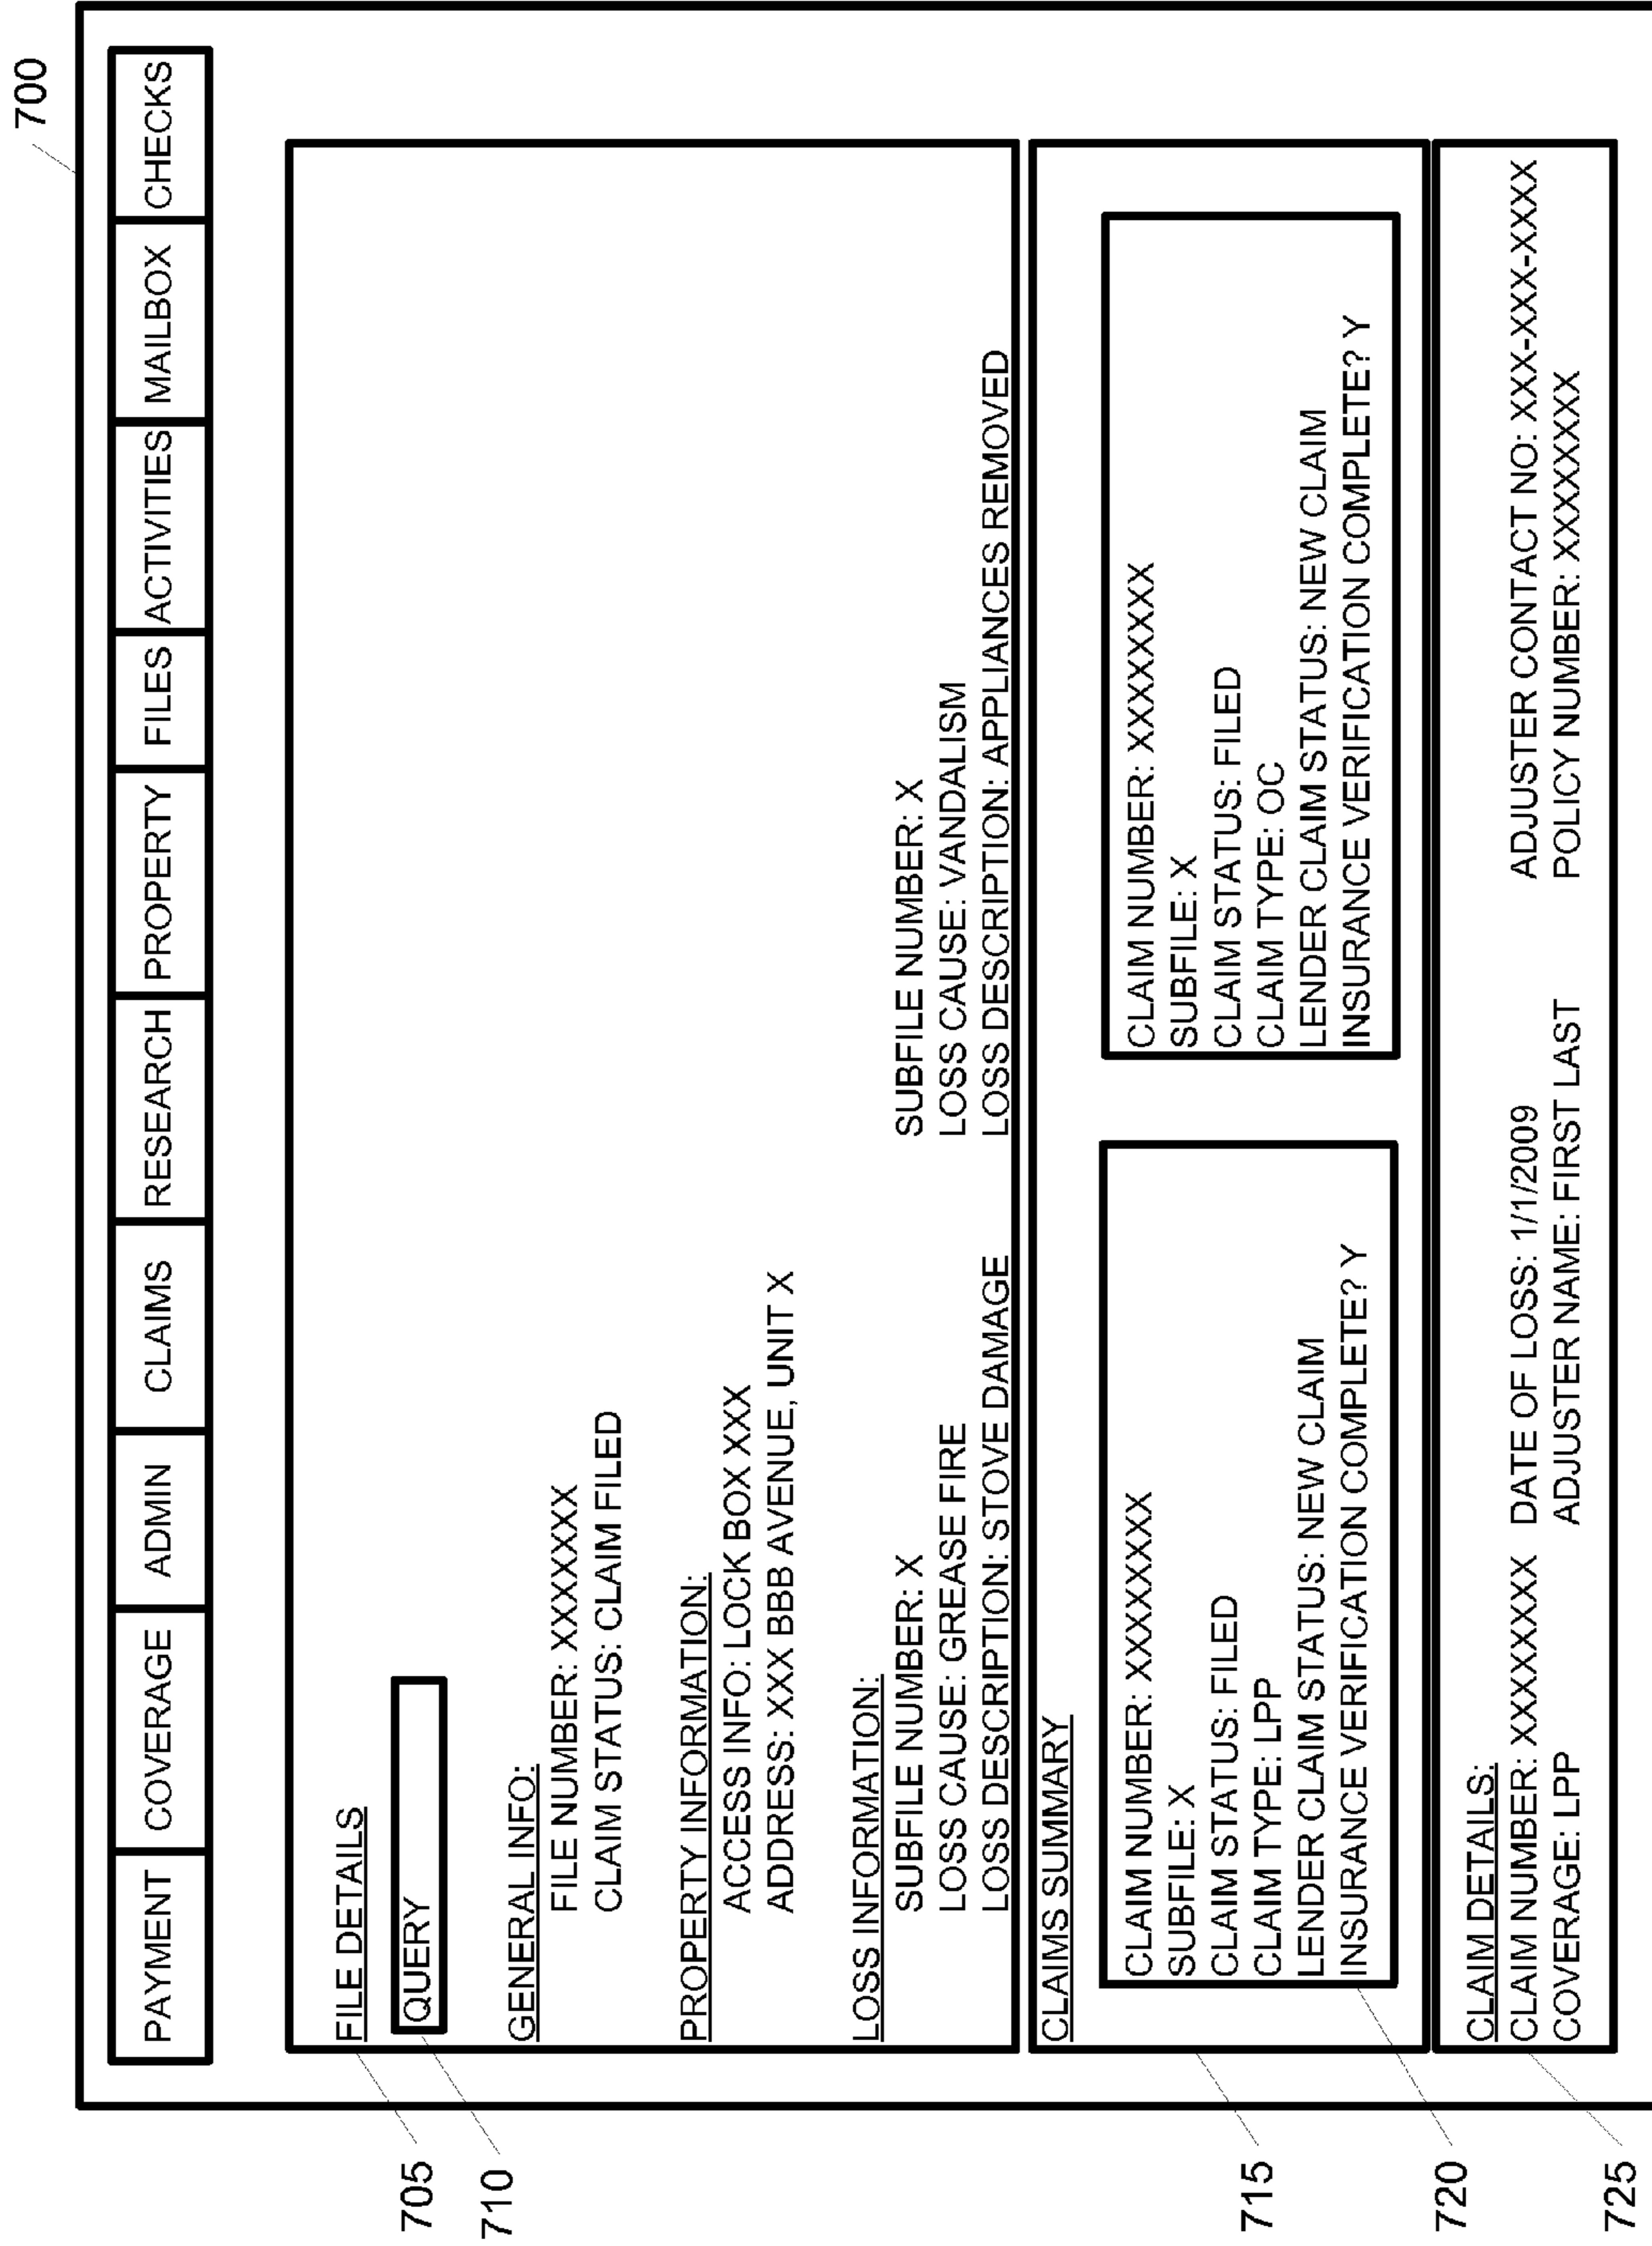 700
PAYMENT COVERAGE ADMIN CLAIMS RESEARCH PROPERTY FILES ACTIVITIES MAILBOX CHECKS
705
FILE DETAILS
710
QUERY
GENERAL INFO:
FILE NUMBER: XXXXXXX
CLAIM STATUS: CLAIM FILED
PROPERTY INFORMATION:
ACCESS INFO: LOCK BOX XXX
ADDRESS: XXX BBB AVENUE, UNIT X
LOSS INFORMATION:
SUBFILE NUMBER: X
LOSS CAUSE: GREASE FIRE
LOSS DESCRIPTION: STOVE DAMAGE
SUBFILE NUMBER: X
LOSS CAUSE: VANDALISM
LOSS DESCRIPTION: APPLIANCES REMOVED
715
CLAIMS SUMMARY
720
CLAIM NUMBER: XXXXXXXX
SUBFILE: X
CLAIM STATUS: FILED
CLAIM TYPE: LPP
LENDER CLAIM STATUS: NEW CLAIM
INSURANCE VERIFICATION COMPLETE? Y
CLAIM NUMBER: XXXXXXXX
SUBFILE: X
CLAIM STATUS: FILED
CLAIM TYPE: OC
LENDER CLAIM STATUS: NEW CLAIM
INSURANCE VERIFICATION COMPLETE? Y
725
CLAIM DETAILS:
CLAIM NUMBER: XXXXXXXX DATE OF LOSS: 1/1/2009 ADJUSTER CONTACT NO: XXX-XXX-XXXX
COVERAGE: LPP ADJUSTER NAME: FIRST LAST POLICY NUMBER: XXXXXXXX